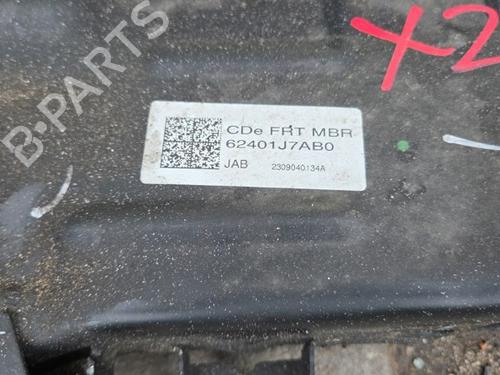 B-PARTS
X2
CDe FRT MBR
62401J7AB0
JAB 2309040134A